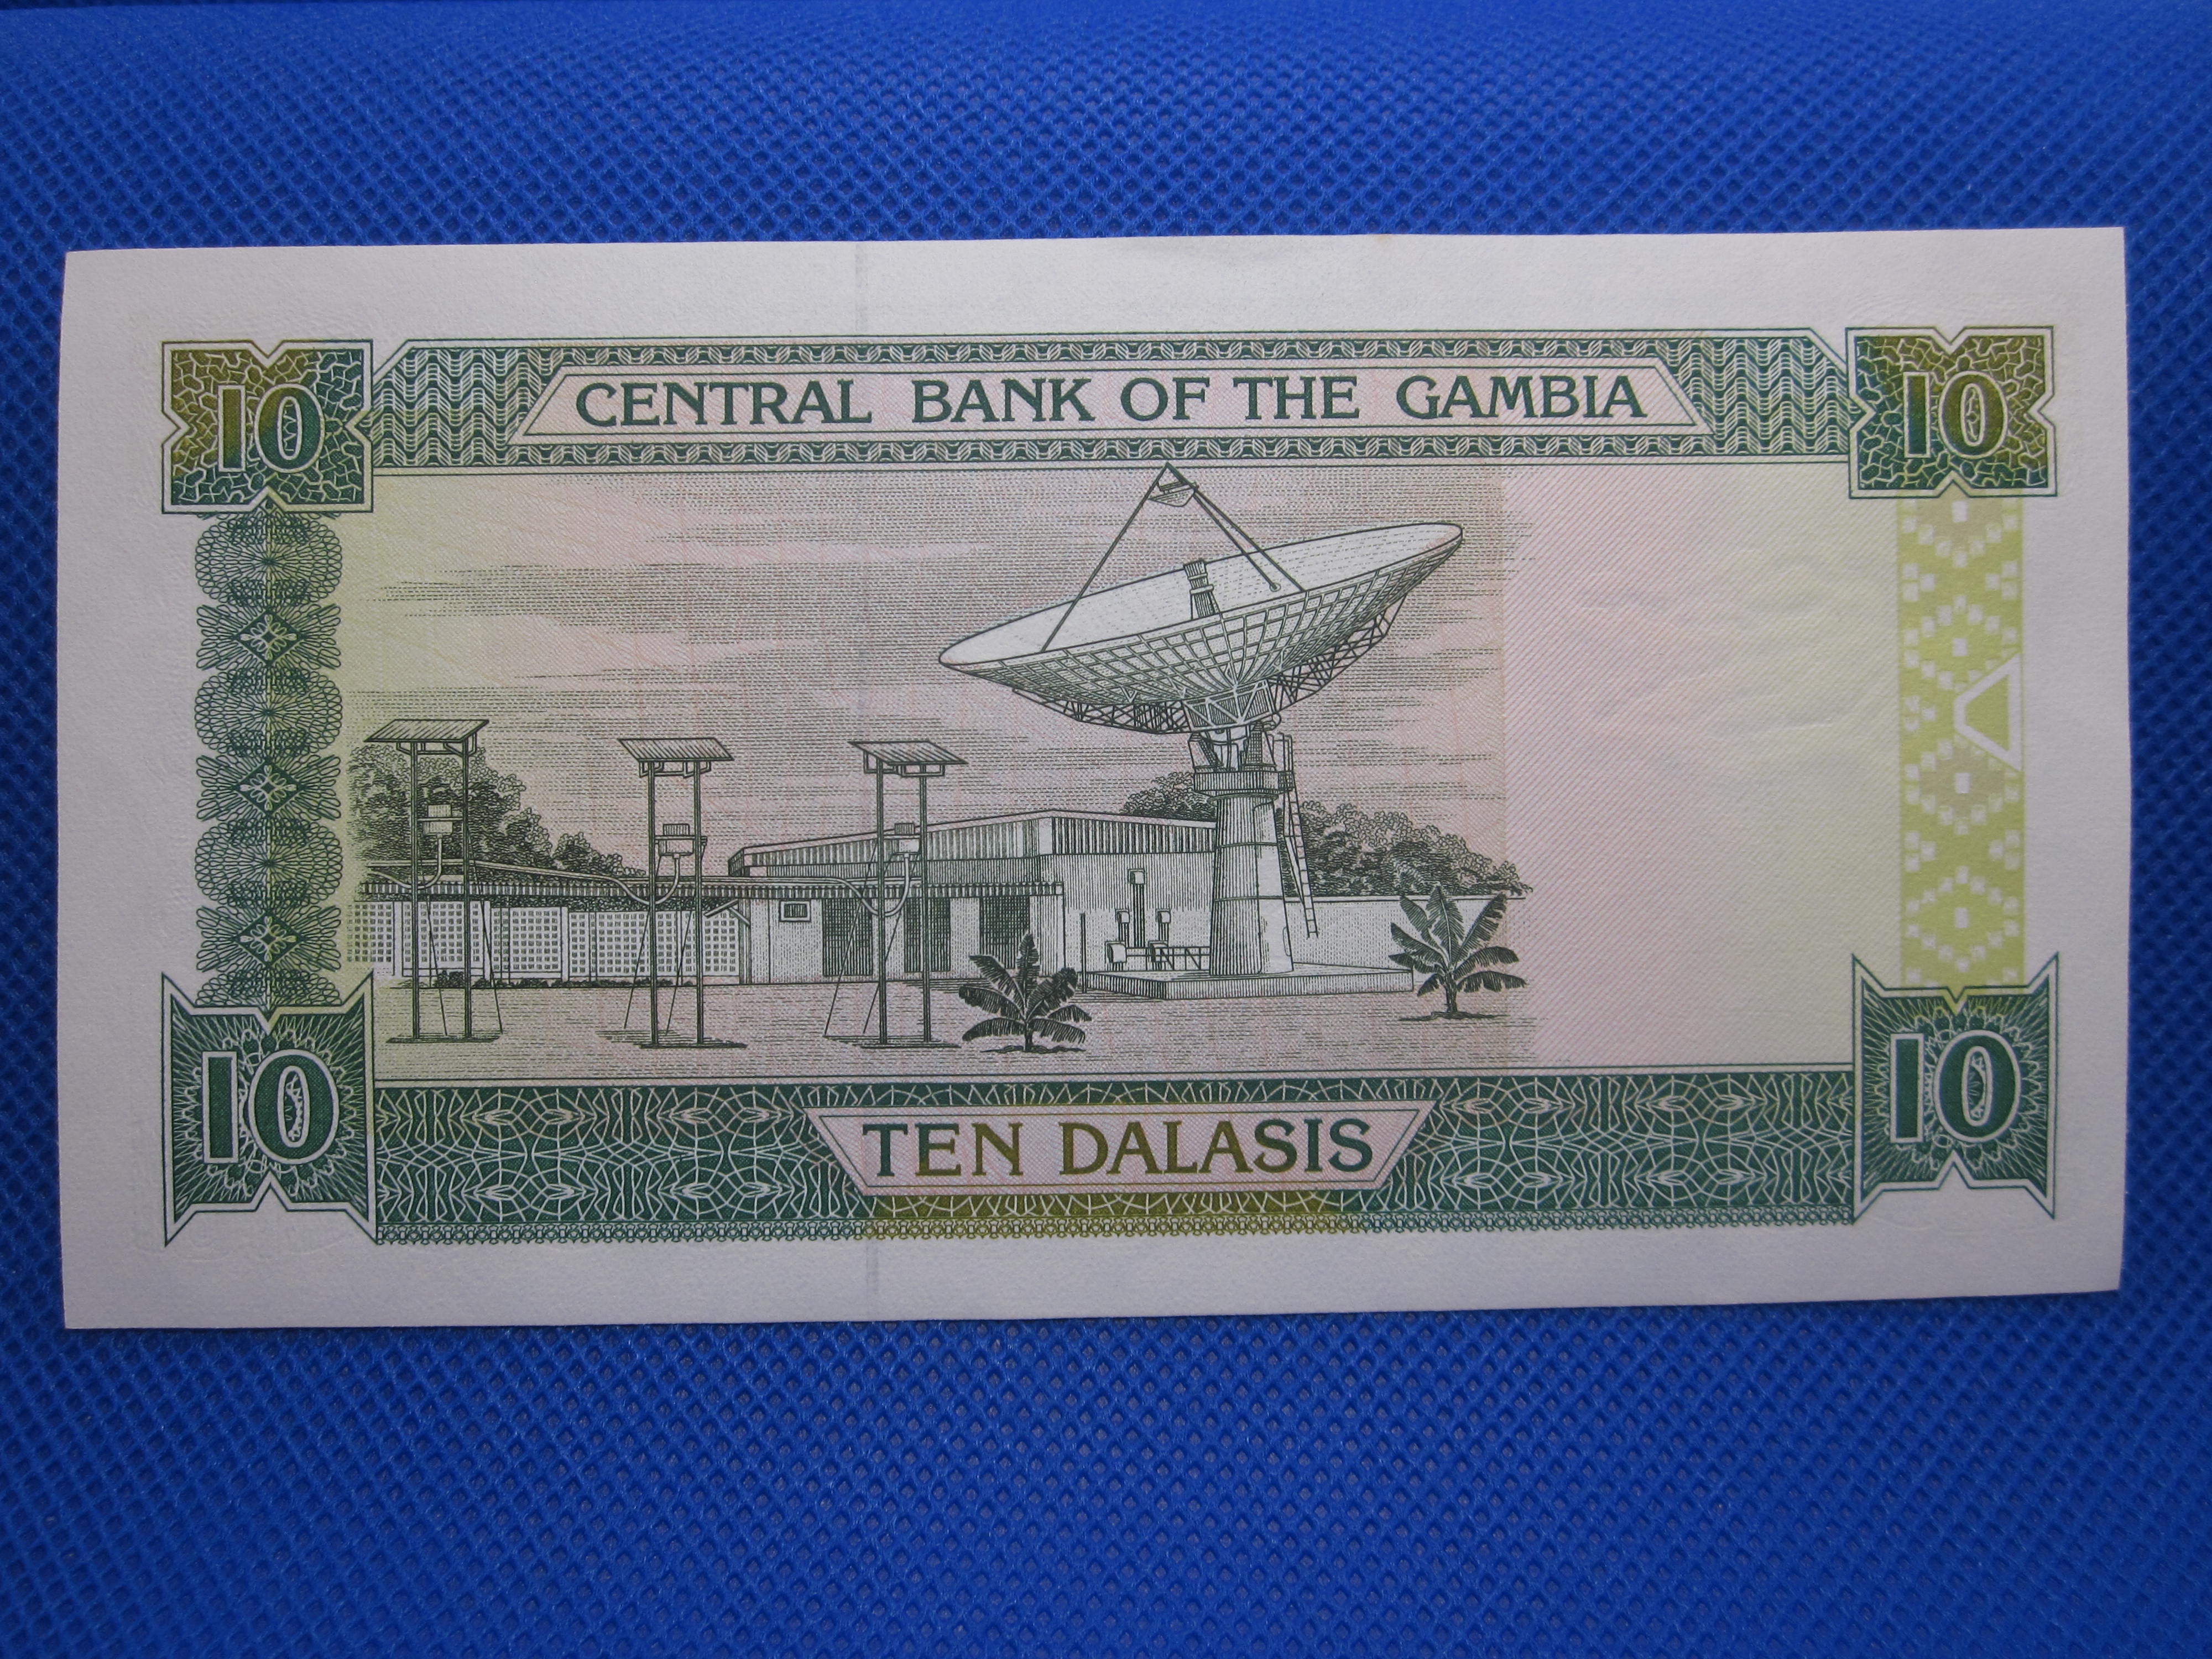 10 CENTRAL BANK OF THE GAMBIA 10
10 TEN DALASIS 10